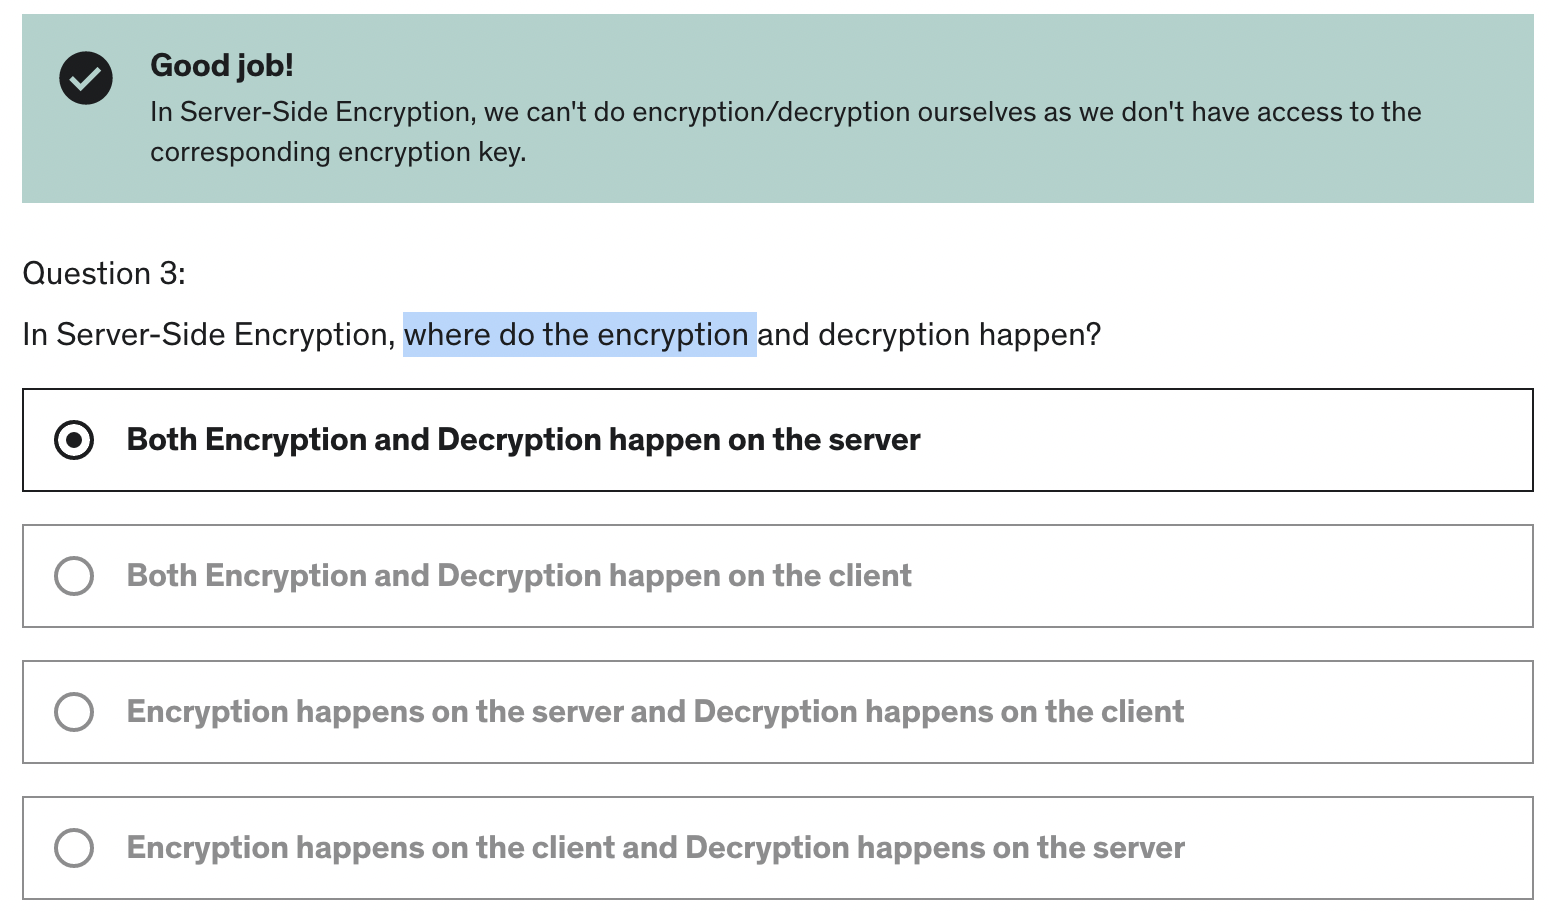 Good job!
In Server-Side Encryption, we can't do encryption/decryption ourselves as we don't have access to the
corresponding encryption key.
Question 3:
In Server-Side Encryption, where do the encryption and decryption happen?
Both Encryption and Decryption happen on the server
Both Encryption and Decryption happen on the client
Encryption happens on the server and Decryption happens on the client
Encryption happens on the client and Decryption happens on the server